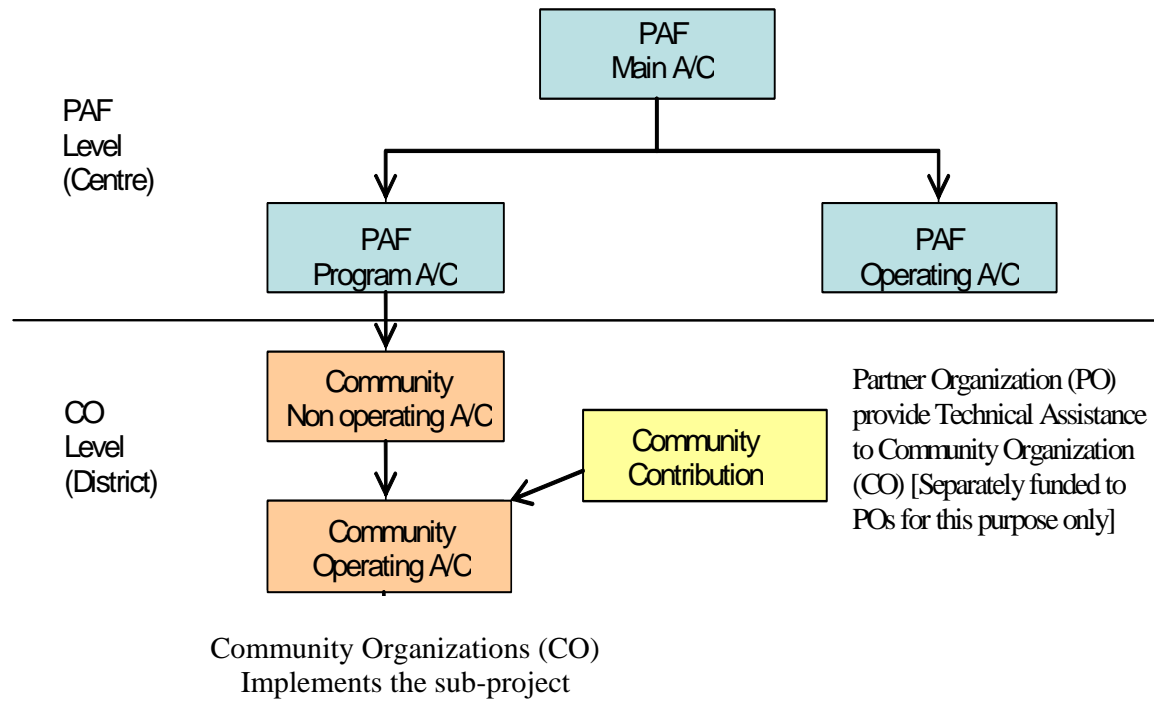 PAF
Main A/C
PAF
Level
(Centre)
PAF
Program A/C
PAF
Operating A/C
CO
Level
(District)
Community
Non operating A/C
Community
Contribution
Partner Organization (PO)
provide Technical Assistance
to Community Organization
(CO) [Separately funded to
POs for this purpose only]
Community
Operating A/C
Community Organizations (CO)
Implements the sub-project